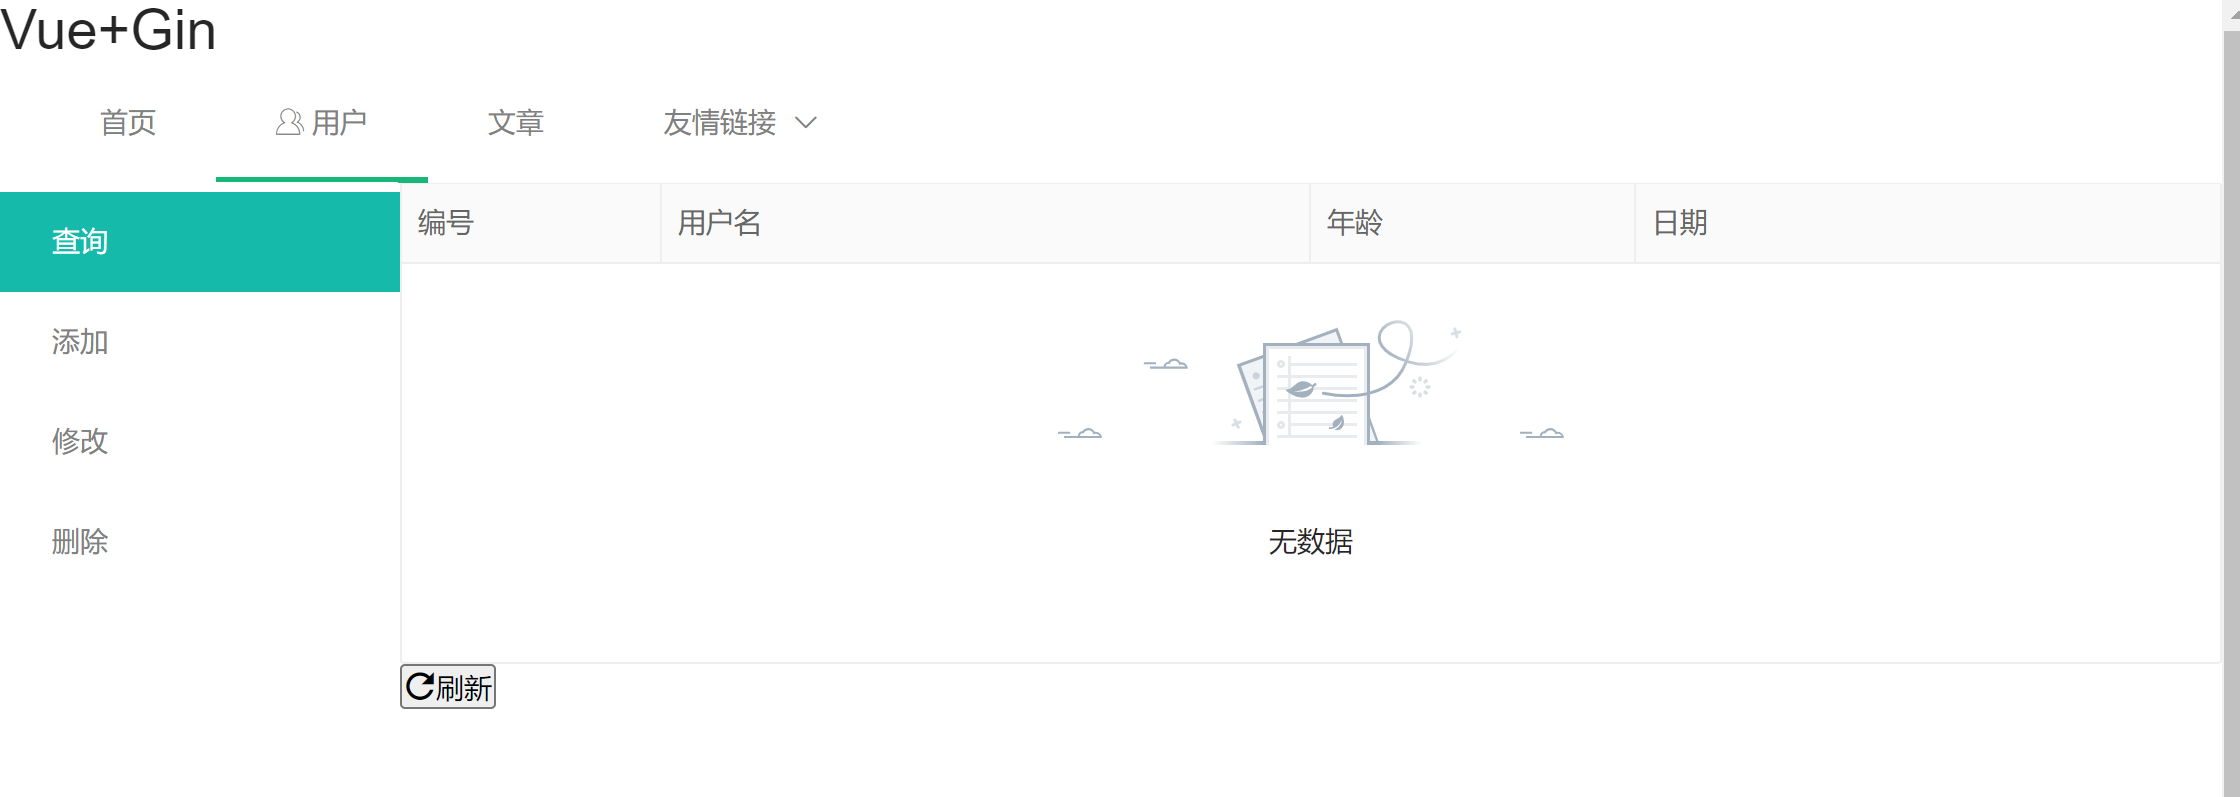 Vue+Gin
首页 用户 文章 友情链接
查询
添加
修改
删除
编号 用户名 年龄 日期
无数据
刷新